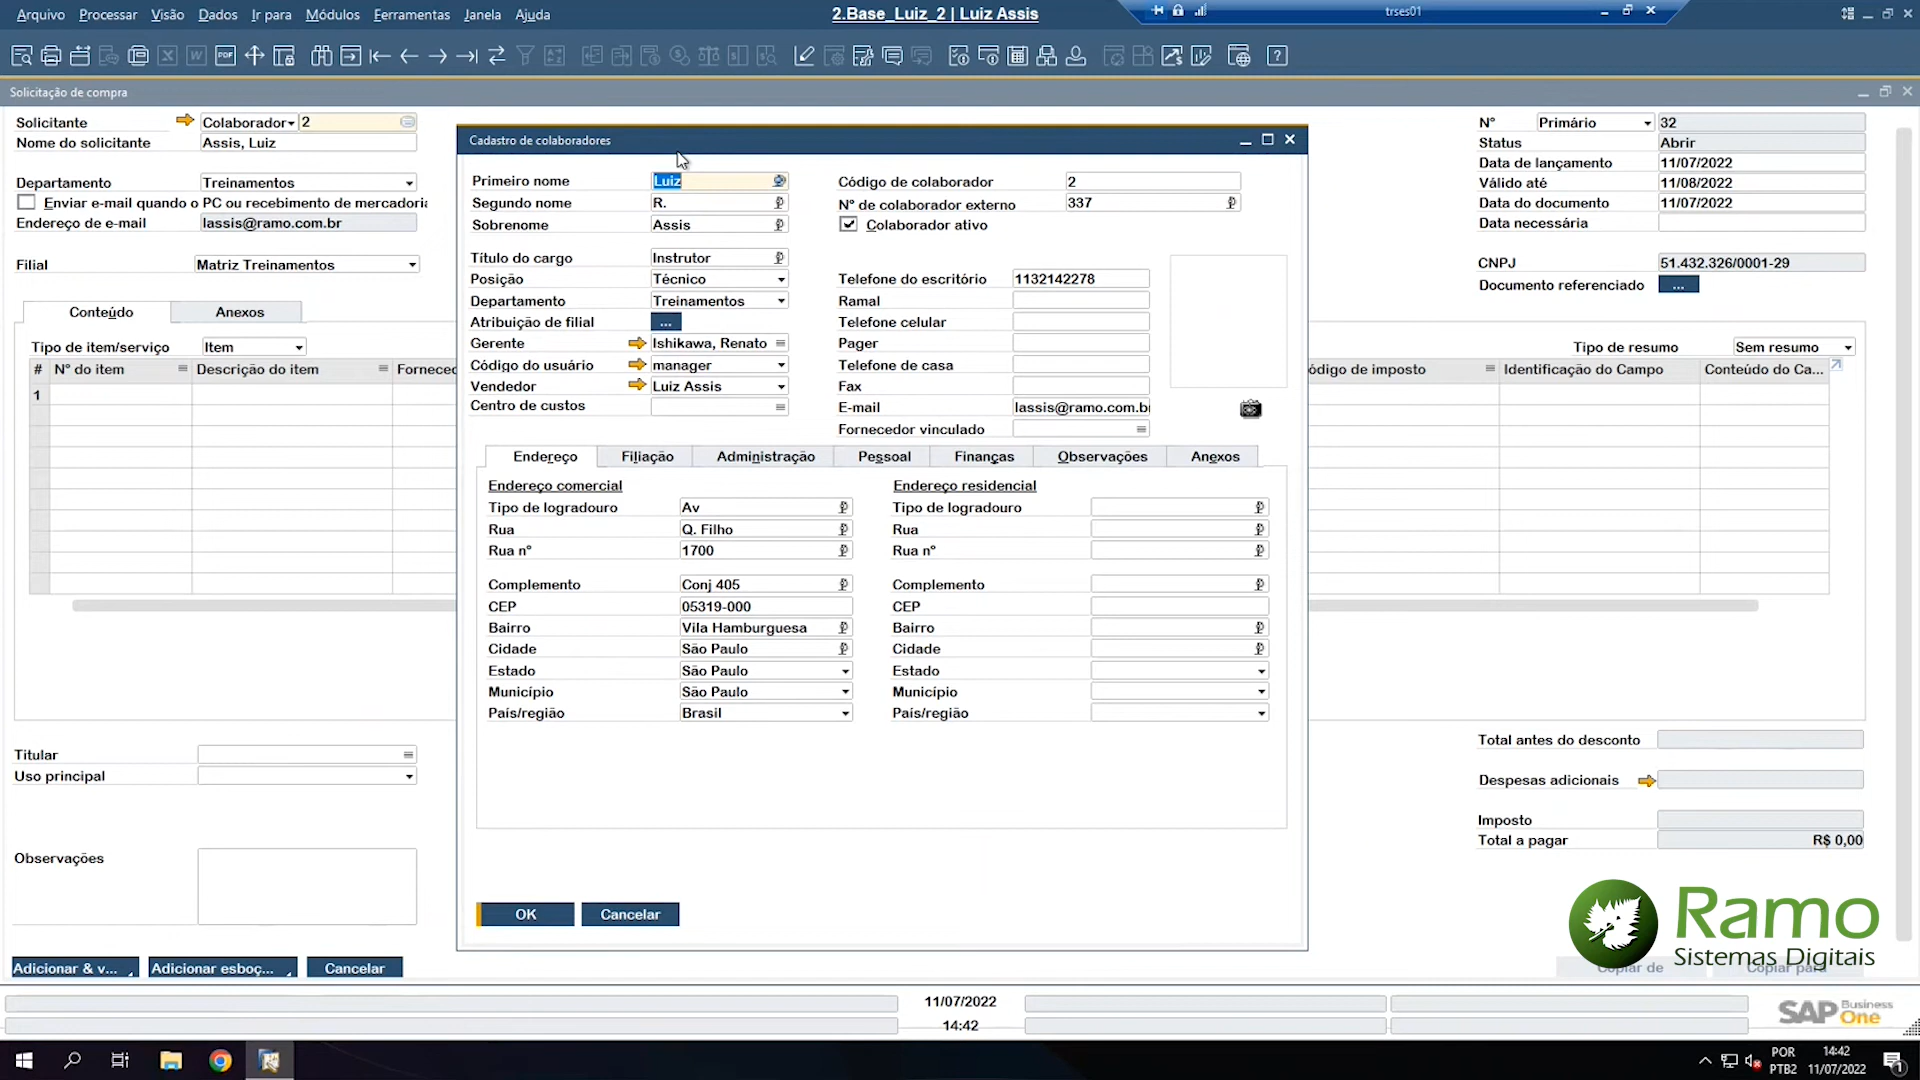 Arquivo Processar Visão Dados Ir para Módulos Ferramentas Janela Ajuda
2.Base_Luiz_2 | Luiz Assis
trses01
Solicitação de compra
Solicitante Colaborador 2
Nome do solicitante Assis, Luiz
Departamento Treinamentos
Enviar e-mail quando o PC ou recebimento de mercadoria
Endereço de e-mail lassis@ramo.com.br
Filial Matriz Treinamentos
Conteúdo Anexos
Tipo de item/serviço Item
# Nº do item Descrição do item Fornecec
1
Titular
Uso principal
Observações
Adicionar & v... Adicionar esboç... Cancelar
Cadastro de colaboradores
Primeiro nome Luiz
Segundo nome R.
Sobrenome Assis
Título do cargo Instrutor
Posição Técnico
Departamento Treinamentos
Atribuição de filial ...
Gerente Ishikawa, Renato
Código do usuário manager
Vendedor Luiz Assis
Centro de custos
Código de colaborador 2
Nº de colaborador externo 337
Colaborador ativo
Telefone do escritório 1132142278
Ramal
Telefone celular
Pager
Telefone de casa
Fax
E-mail lassis@ramo.com.br
Fornecedor vinculado
Endereço Filiação Administração Pessoal Finanças Observações Anexos
Endereço comercial
Tipo de logradouro Av
Rua Q. Filho
Rua nº 1700
Complemento Conj 405
CEP 05319-000
Bairro Vila Hamburguesa
Cidade São Paulo
Estado São Paulo
Município São Paulo
País/região Brasil
Endereço residencial
Tipo de logradouro
Rua
Rua nº
Complemento
CEP
Bairro
Cidade
Estado
Município
País/região
OK Cancelar
Nº Primário 32
Status Abrir
Data de lançamento 11/07/2022
Válido até 11/08/2022
Data do documento 11/07/2022
Data necessária
CNPJ 51.432.326/0001-29
Documento referenciado ...
Tipo de resumo Sem resumo
ódigo de imposto Identificação do Campo Conteúdo do Ca...
Total antes do desconto
Despesas adicionais
Imposto
Total a pagar R$ 0,00
Ramo
Sistemas Digitais
Copiar de Copiar para
11/07/2022
14:42
SAP Business One
POR
PTB2
14:42
11/07/2022
1